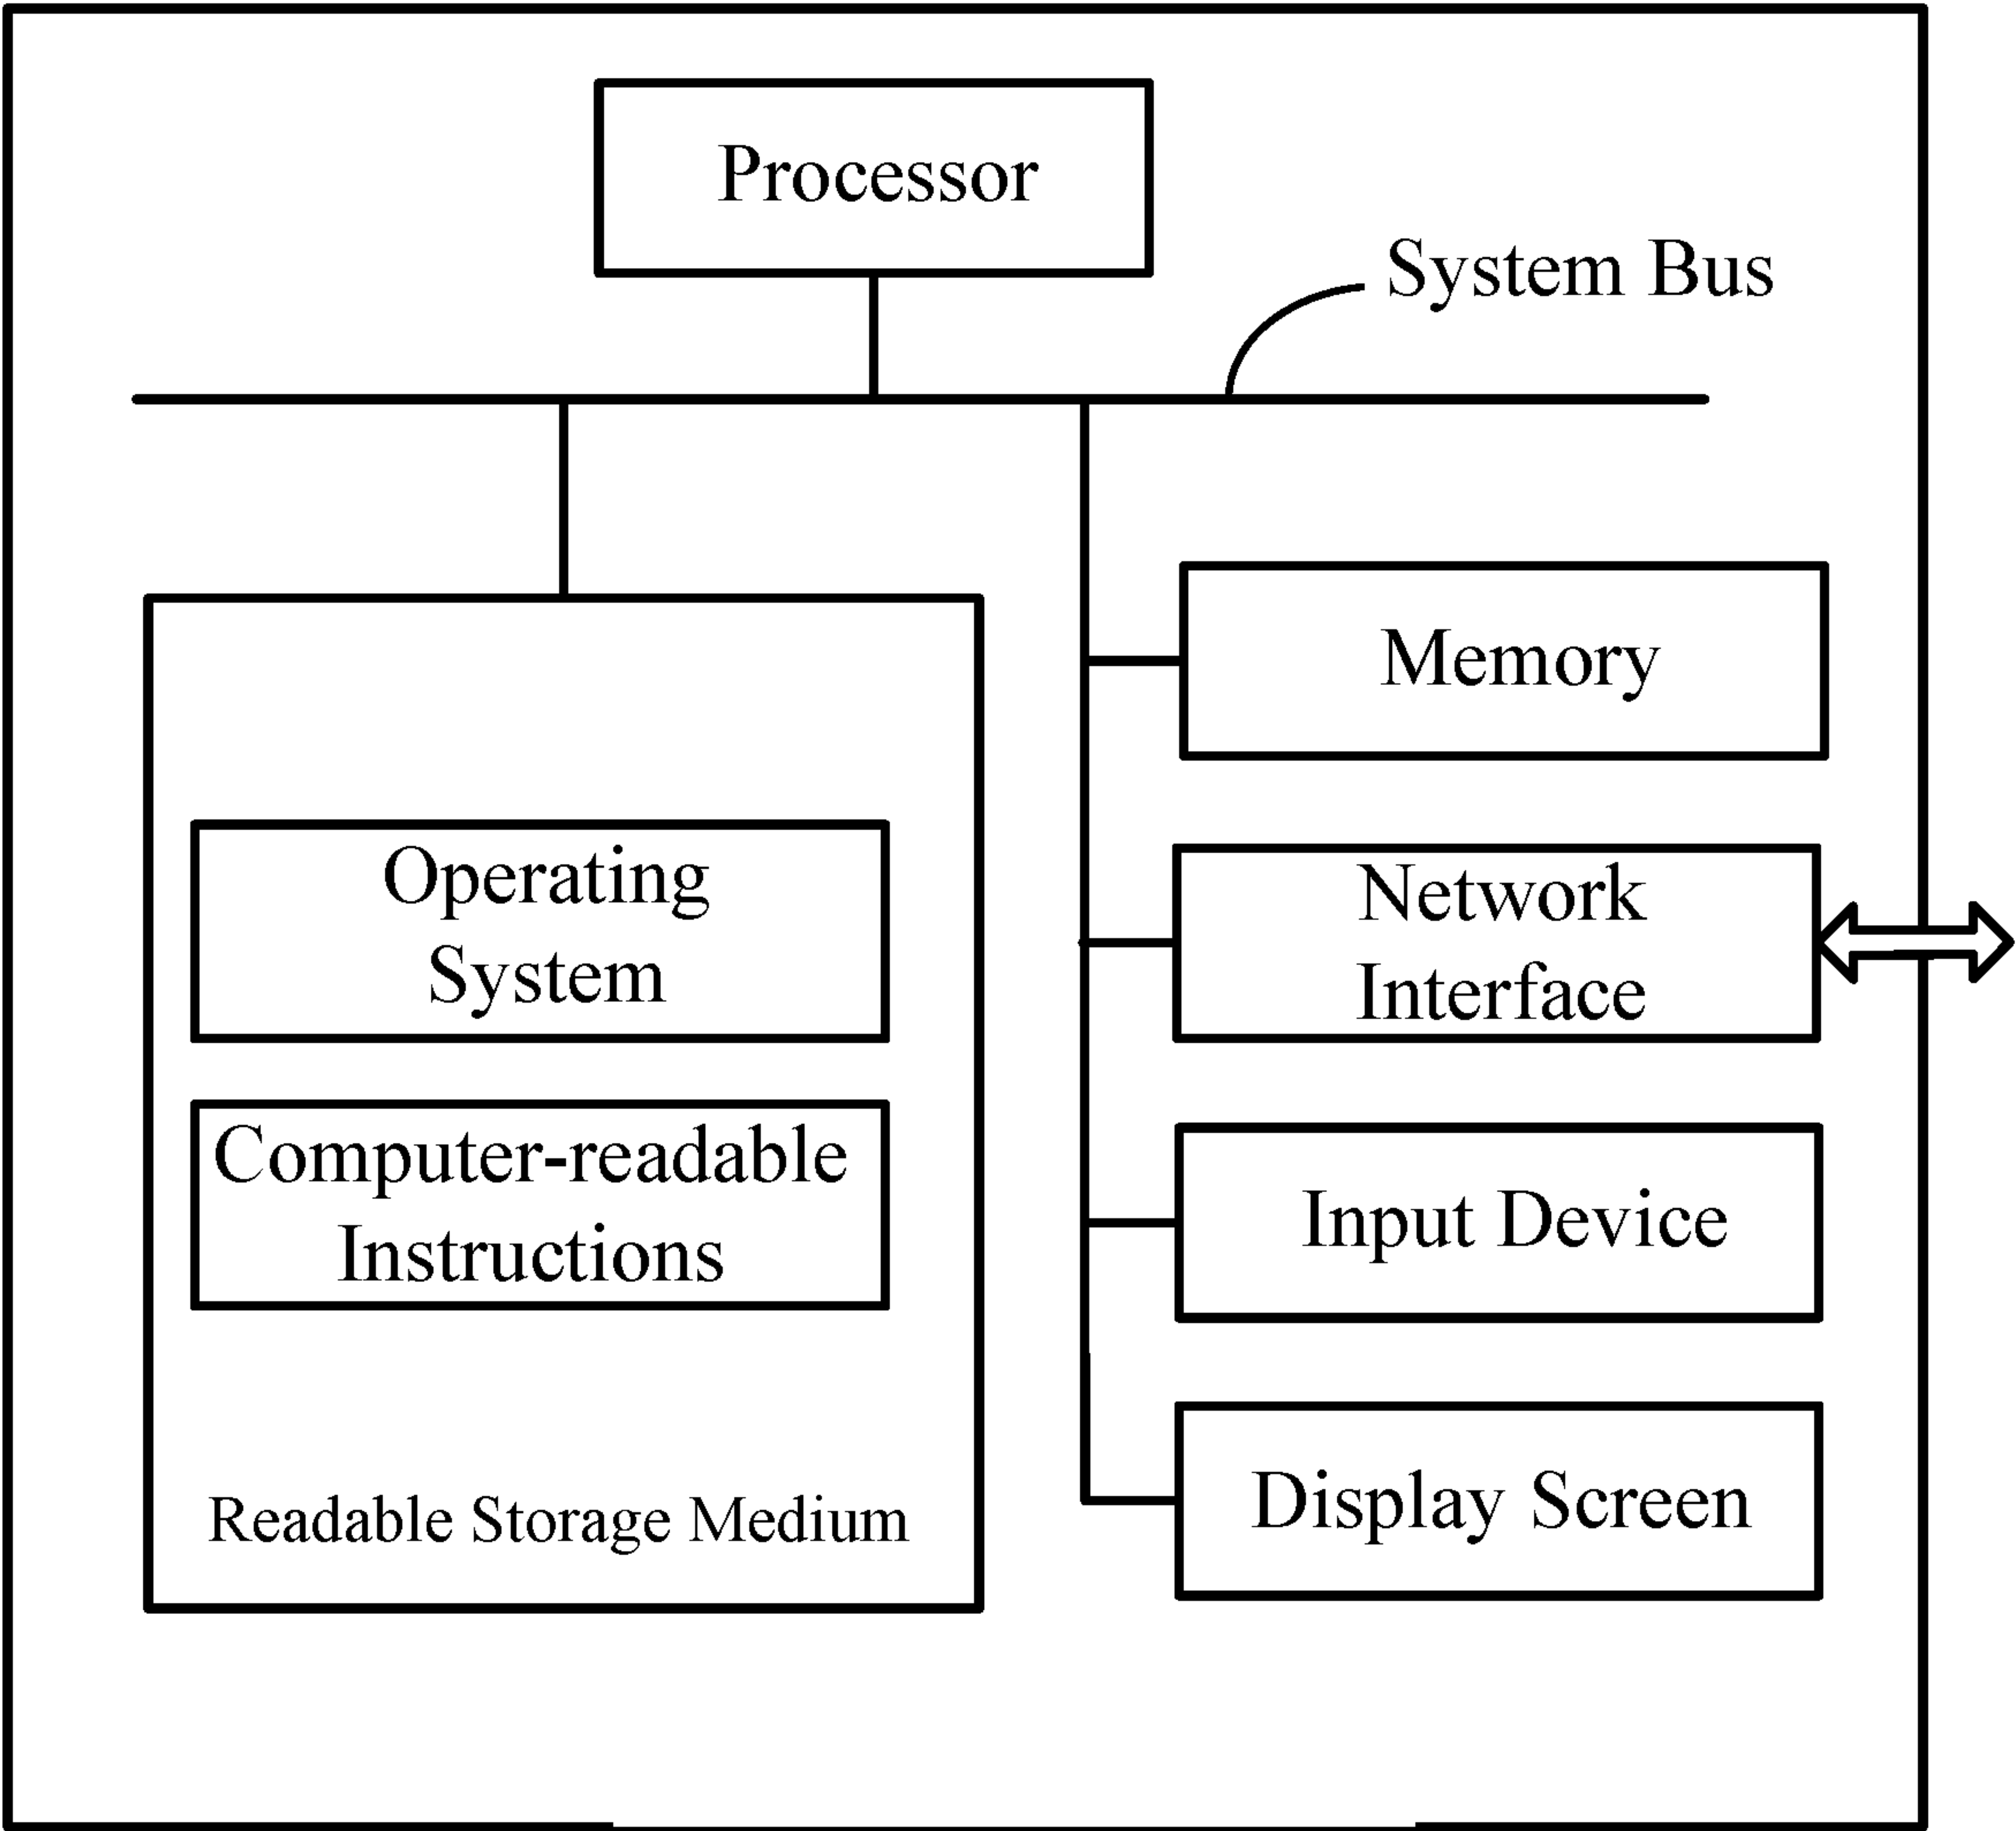 Processor
System Bus
Memory
Operating
System
Network
Interface
Computer-readable
Instructions
Input Device
Readable Storage Medium
Display Screen